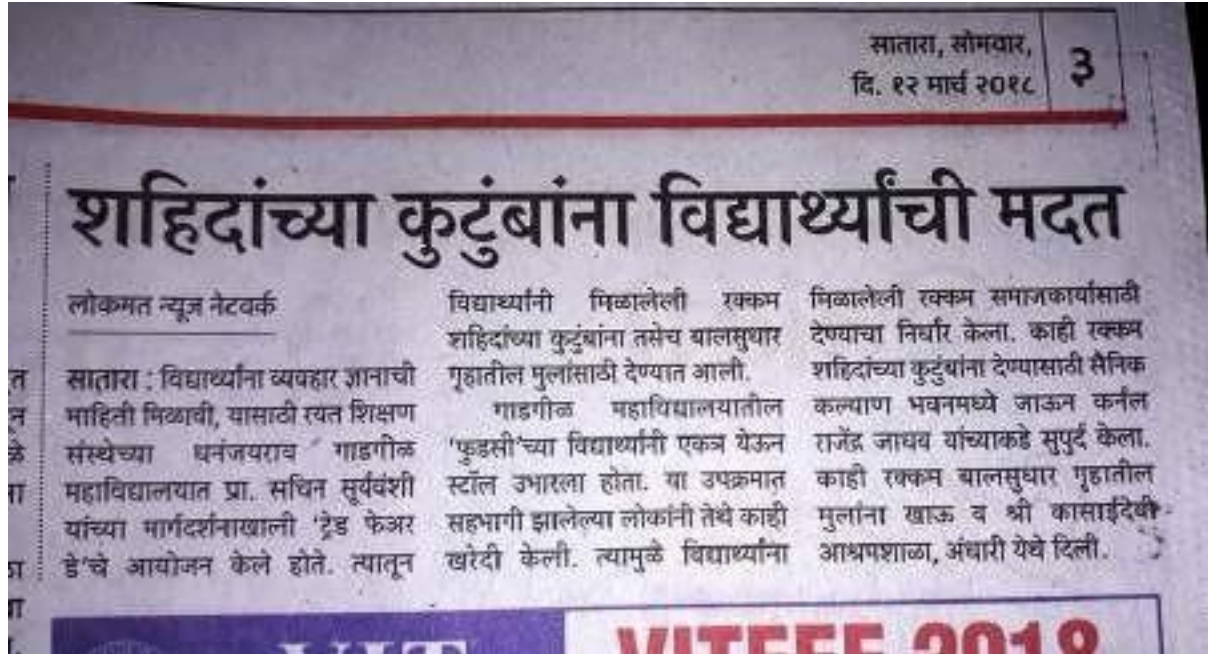 सातारा, सोमवार,
दि. १२ मार्च २०१८
३
शहिदांच्या कुटुंबांना विद्यार्थ्यांची मदत
लोकमत न्यूज नेटवर्क
सातारा : विद्यार्थ्यांना व्यवहार ज्ञानाची
माहिती मिळावी, यासाठी रयत शिक्षण
संस्थेच्या धनंजयराव गाडगीळ
महाविद्यालयात प्रा. सचिन सूर्यवंशी
यांच्या मार्गदर्शनाखाली 'ट्रेड फेअर
डे'चे आयोजन केले होते. त्यातून
विद्यार्थ्यांनी मिळालेली रक्कम
शहिदांच्या कुटुंबांना तसेच बालसुधार
गृहातील मुलांसाठी देण्यात आली.
गाडगीळ महाविद्यालयातील
'फुडसी'च्या विद्यार्थ्यांनी एकत्र येऊन
स्टॉल उभारला होता. या उपक्रमात
सहभागी झालेल्या लोकांनी तेथे काही
खरेदी केली. त्यामुळे विद्यार्थ्यांना
मिळालेली रक्कम समाजकार्यासाठी
देण्याचा निर्धार केला. काही रक्कम
शहिदांच्या कुटुंबांना देण्यासाठी सैनिक
कल्याण भवनमध्ये जाऊन कर्नल
राजेंद्र जाधव यांच्याकडे सुपुर्द केला.
काही रक्कम बालसुधार गृहातील
मुलांना खाऊ व श्री कासाईदेवी
आश्रमशाळा, अंधारी येथे दिली.
VITEEE 2018